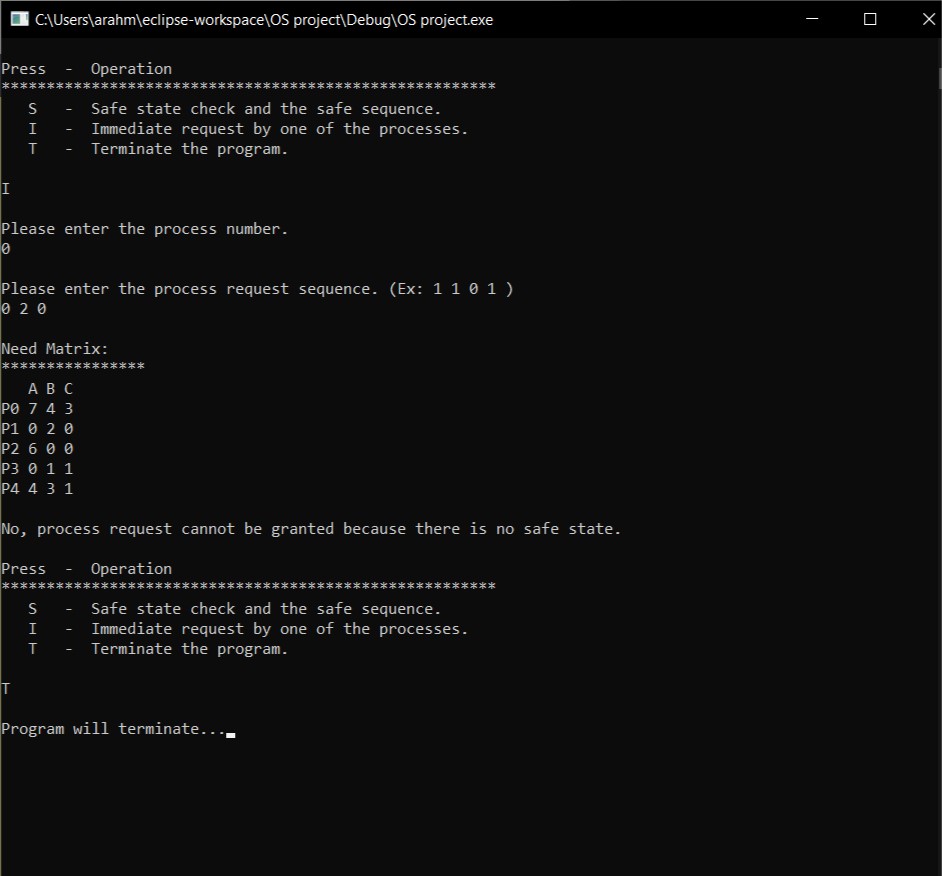 C:\Users\arahm\eclipse-workspace\OS project\Debug\OS project.exe
Press  -  Operation
*******************************************************
   S   -  Safe state check and the safe sequence.
   I   -  Immediate request by one of the processes.
   T   -  Terminate the program.
I
Please enter the process number.
0
Please enter the process request sequence. (Ex: 1 1 0 1 )
0 2 0
Need Matrix:
****************
   A B C
P0 7 4 3
P1 0 2 0
P2 6 0 0
P3 0 1 1
P4 4 3 1
No, process request cannot be granted because there is no safe state.
Press  -  Operation
*******************************************************
   S   -  Safe state check and the safe sequence.
   I   -  Immediate request by one of the processes.
   T   -  Terminate the program.
T
Program will terminate...